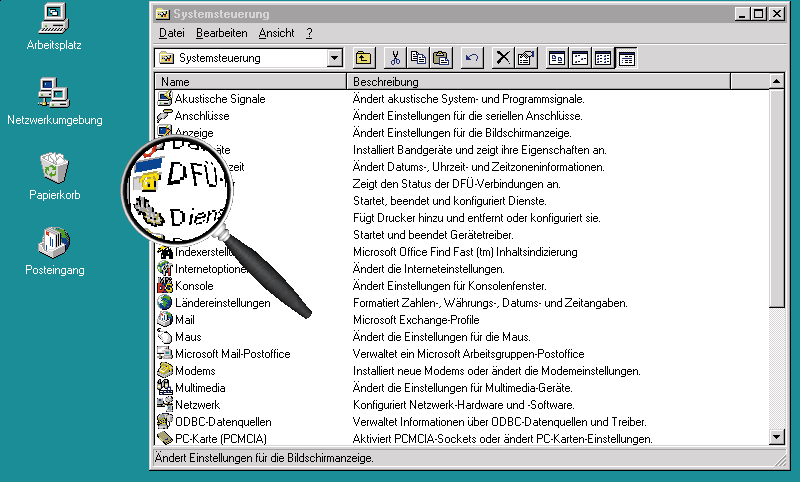 Arbeitsplatz
Netzwerkumgebung
Papierkorb
Posteingang
Systemsteuerung
Datei Bearbeiten Ansicht ?
Systemsteuerung
Name Beschreibung
Akustische Signale Ändert akustische System- und Programmsignale.
Anschlüsse Ändert Einstellungen für die seriellen Anschlüsse.
Anzeige Ändert Einstellungen für die Bildschirmanzeige.
Installiert Bandgeräte und zeigt ihre Eigenschaften an.
Ändert Datums-, Uhrzeit- und Zeitzoneninformationen.
DFÜ- Zeigt den Status der DFÜ-Verbindungen an.
Diens Startet, beendet und konfiguriert Dienste.
Fügt Drucker hinzu und entfernt oder konfiguriert sie.
Startet und beendet Gerätetreiber.
Indexerstell Microsoft Office Find Fast (tm) Inhaltsindizierung
Internetoptione Ändert die Interneteinstellungen.
Konsole Ändert Einstellungen für Konsolenfenster.
Ländereinstellungen Formatiert Zahlen-, Währungs-, Datums- und Zeitangaben.
Mail Microsoft Exchange-Profile
Maus Ändert die Einstellungen für die Maus.
Microsoft Mail-Postoffice Verwaltet ein Microsoft Arbeitsgruppen-Postoffice
Modems Installiert neue Modems oder ändert die Modemeinstellungen.
Multimedia Ändert die Einstellungen für Multimedia-Geräte.
Netzwerk Konfiguriert Netzwerk-Hardware und -Software.
ODBC-Datenquellen Verwaltet Informationen über ODBC-Datenquellen und Treiber.
PC-Karte (PCMCIA) Aktiviert PCMCIA-Sockets oder ändert PC-Karten-Einstellungen.
Ändert Einstellungen für die Bildschirmanzeige.